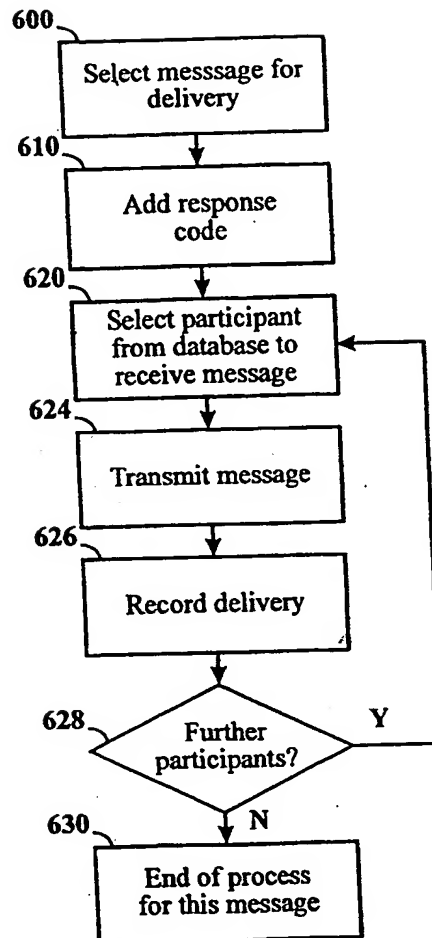 600
Select messsage for
delivery
610
Add response
code
620
Select participant
from database to
receive message
624
Transmit message
626
Record delivery
628
Further
participants?
Y
N
630
End of process
for this message